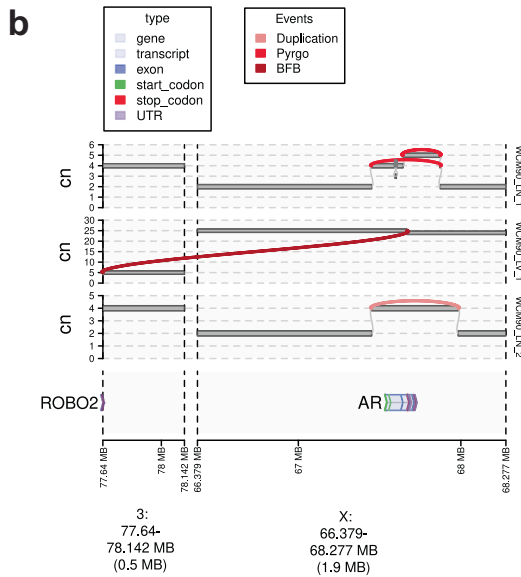 b
type
gene
transcript
exon
start_codon
stop_codon
UTR
Events
Duplication
Pyrgo
BFB
cn
6
5
4
3
2
1
0
cn
30
25
20
15
10
5
0
cn
5
4
3
2
1
0
ROBO2
AR
77.64 MB
78 MB
78.142 MB
66.379 MB
67 MB
68 MB
68.277 MB
3:
77.64-
78.142 MB
(0.5 MB)
X:
66.379-
68.277 MB
(1.9 MB)